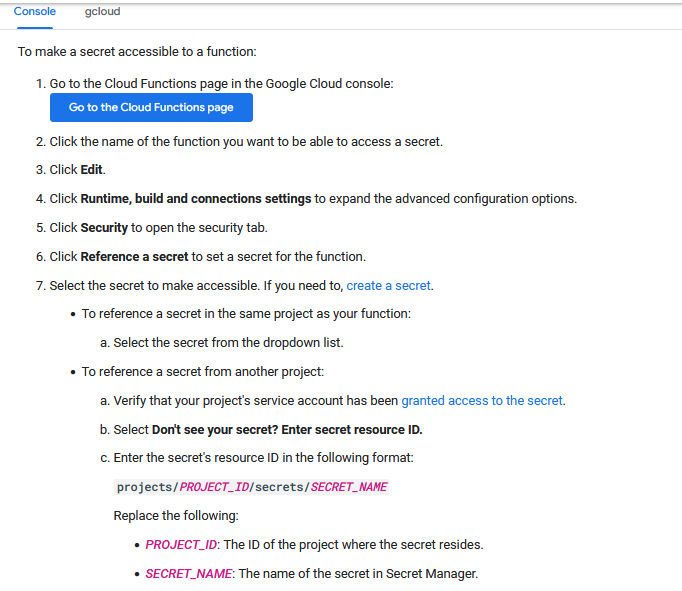 Console gcloud
To make a secret accessible to a function:
1. Go to the Cloud Functions page in the Google Cloud console:
Go to the Cloud Functions page
2. Click the name of the function you want to be able to access a secret.
3. Click Edit.
4. Click Runtime, build and connections settings to expand the advanced configuration options.
5. Click Security to open the security tab.
6. Click Reference a secret to set a secret for the function.
7. Select the secret to make accessible. If you need to, create a secret.
• To reference a secret in the same project as your function:
a. Select the secret from the dropdown list.
• To reference a secret from another project:
a. Verify that your project's service account has been granted access to the secret.
b. Select Don't see your secret? Enter secret resource ID.
c. Enter the secret's resource ID in the following format:
projects/PROJECT_ID/secrets/SECRET_NAME
Replace the following:
• PROJECT_ID: The ID of the project where the secret resides.
• SECRET_NAME: The name of the secret in Secret Manager.